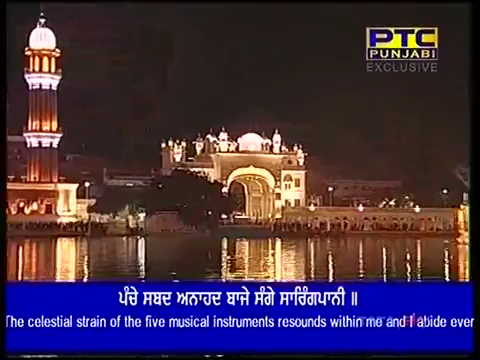 PTC
PUNJABI
EXCLUSIVE
ਪੰਚੇ ਸਬਦ ਅਨਾਹਦ ਬਾਜੇ ਸੰਗੇ ਸਾਰਿੰਗਪਾਨੀ ॥
The celestial strain of the five musical instruments resounds within me and I abide ever